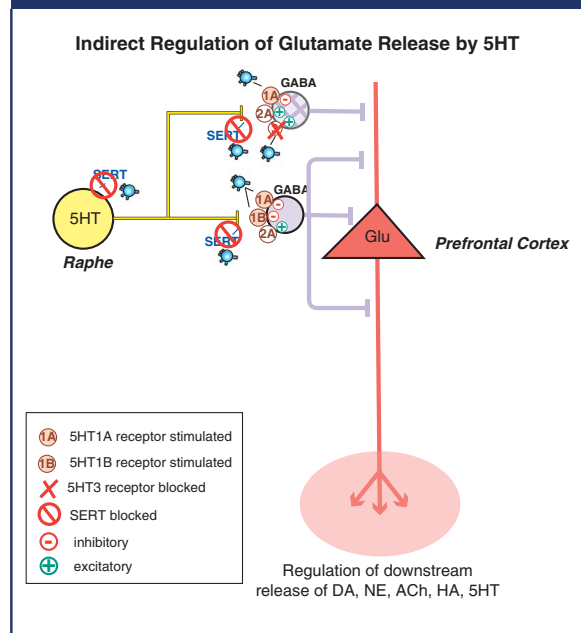 Indirect Regulation of Glutamate Release by 5HT
GABA
1A
2A
SERT
SERT
5HT
Raphe
GABA
1A
1B
2A
SERT
Glu
Prefrontal Cortex
1A 5HT1A receptor stimulated
1B 5HT1B receptor stimulated
5HT3 receptor blocked
SERT blocked
- inhibitory
+ excitatory
Regulation of downstream
release of DA, NE, ACh, HA, 5HT